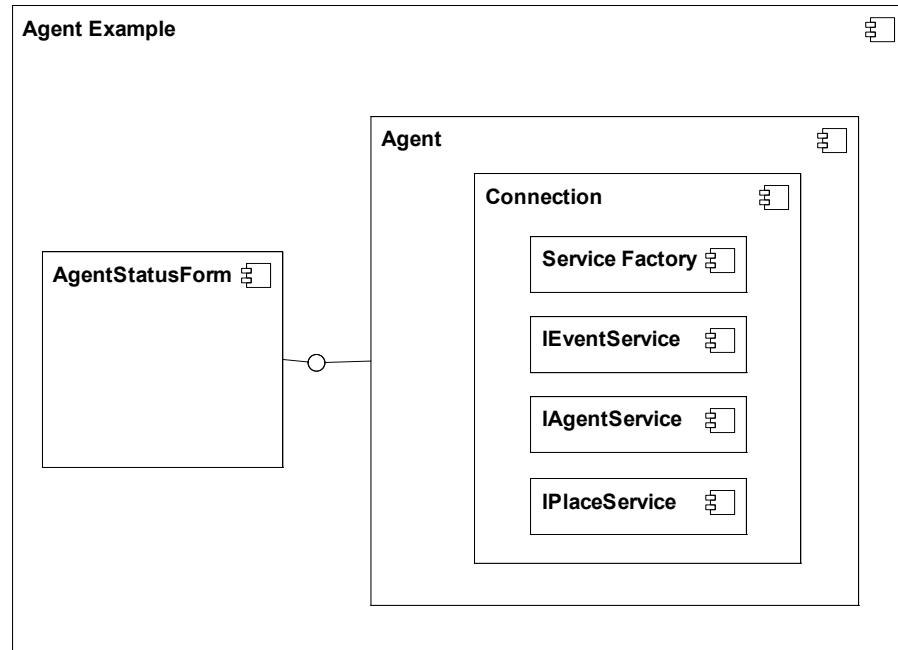 Agent Example
Agent
Connection
Service Factory
AgentStatusForm
IEventService
IAgentService
IPlaceService